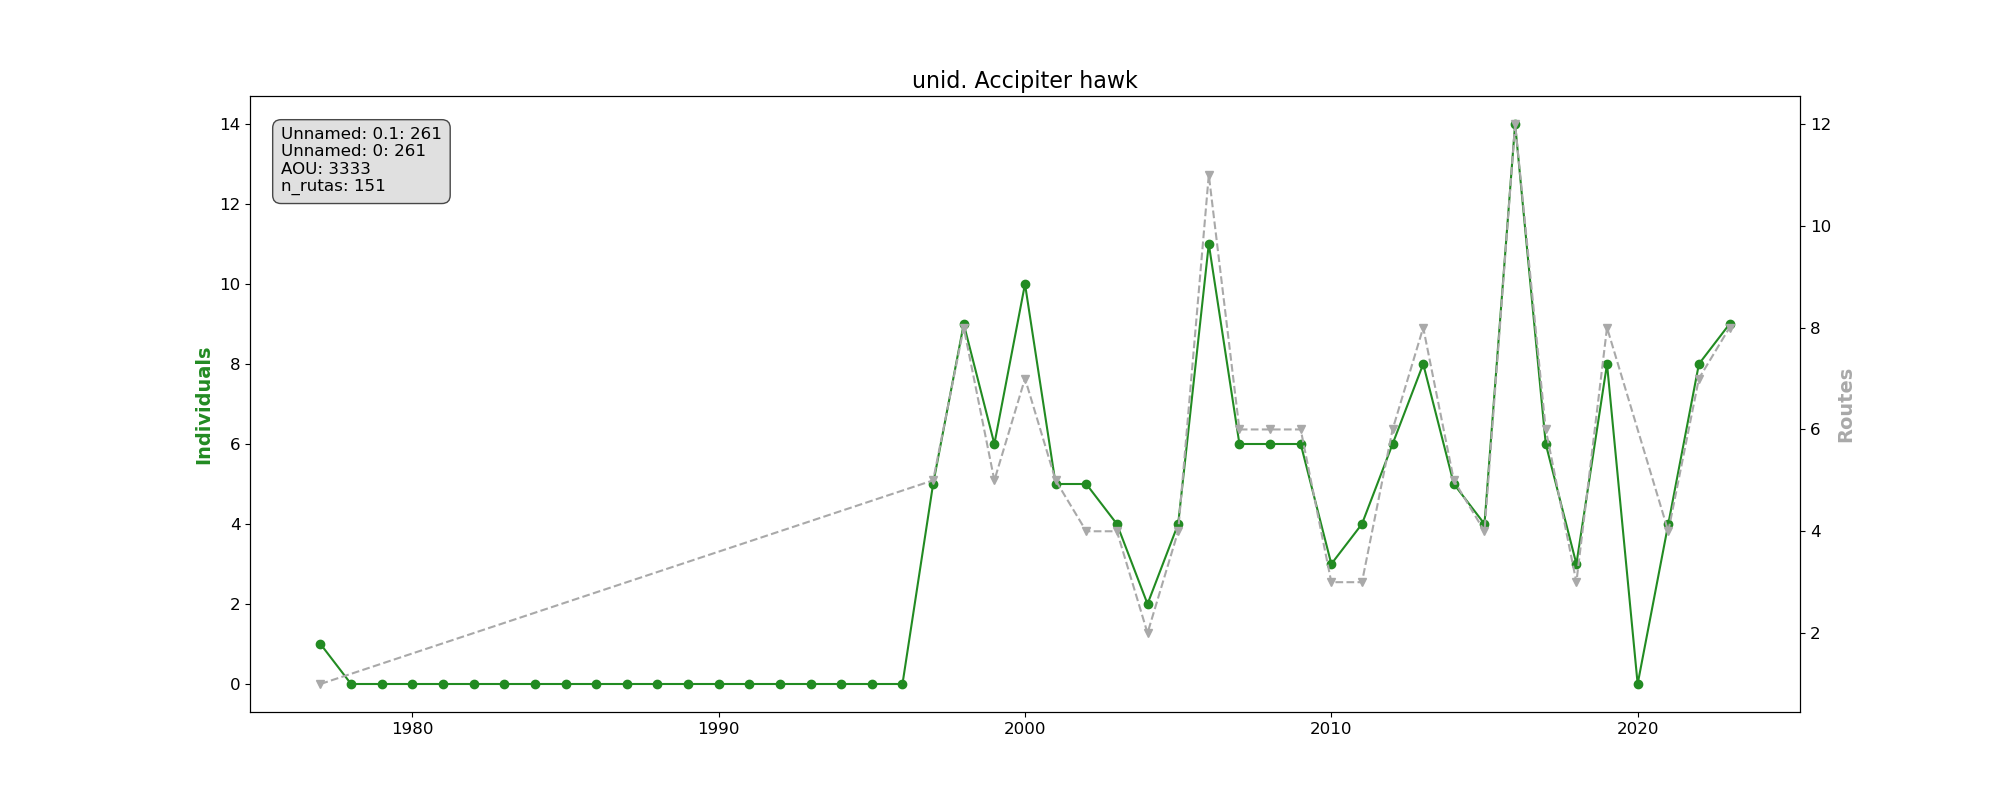 unid. Accipiter hawk
Unnamed: 0.1: 261
Unnamed: 0: 261
AOU: 3333
n_rutas: 151
14
12
10
8
6
4
2
0
Individuals
12
10
8
6
4
2
Routes
1980
1990
2000
2010
2020